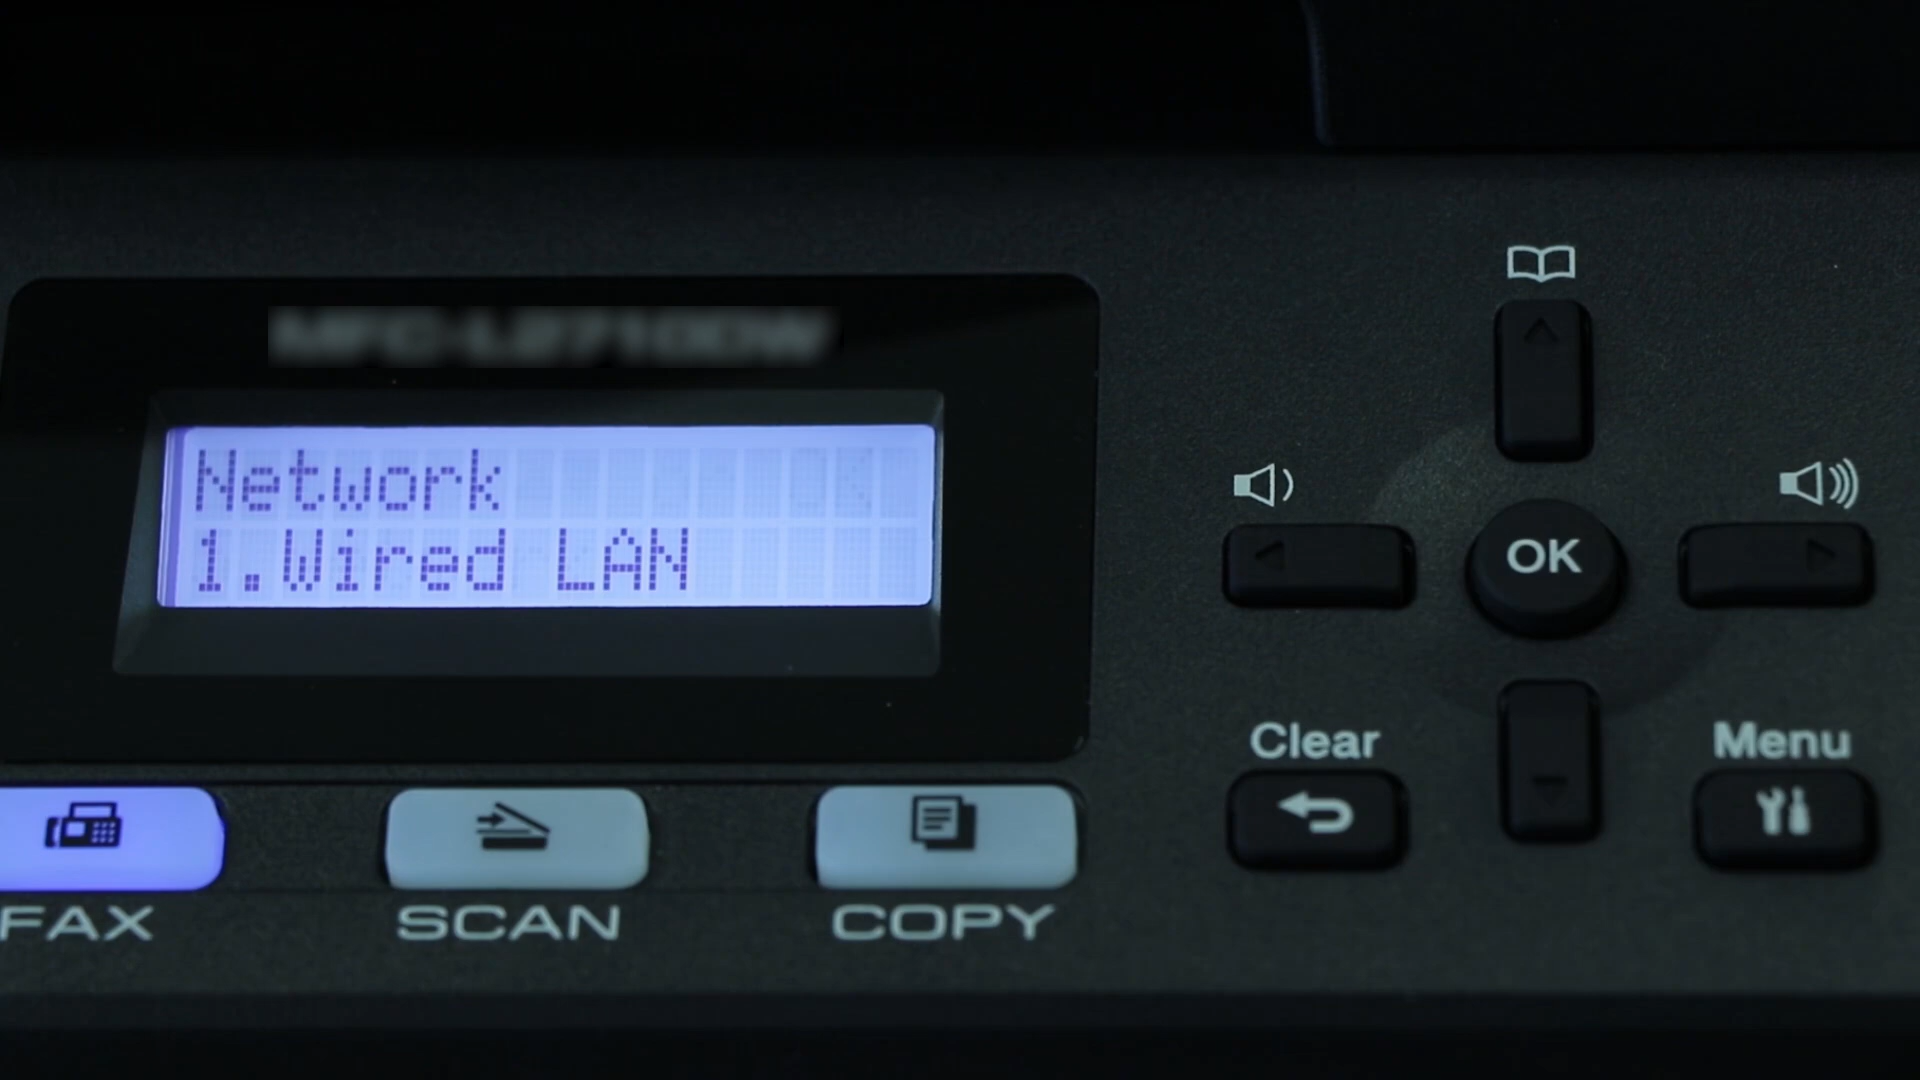 Network
1.Wired LAN
OK
Clear
Menu
FAX
SCAN
COPY